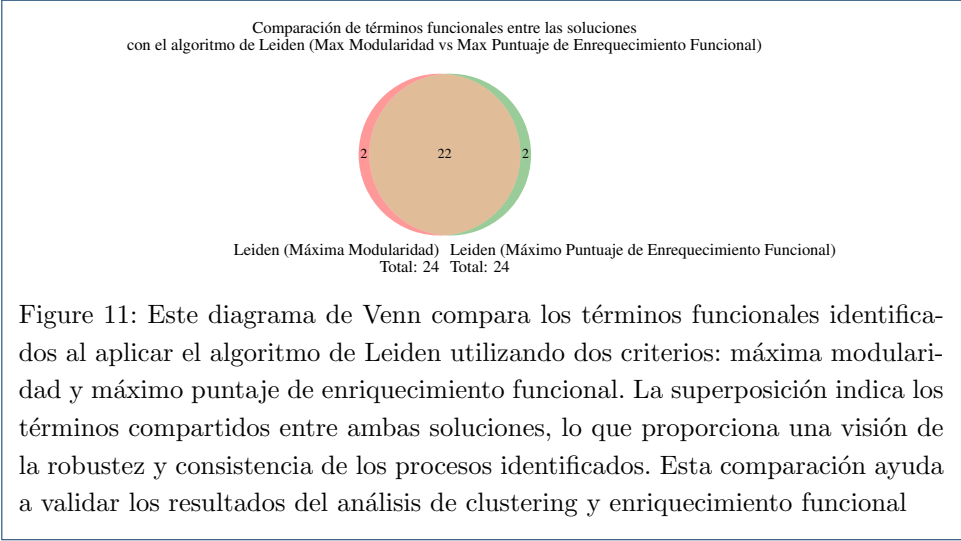 Comparación de términos funcionales entre las soluciones
con el algoritmo de Leiden (Max Modularidad vs Max Puntuaje de Enrequecimiento Funcional)
2 22 2
Leiden (Máxima Modularidad) Leiden (Máximo Puntuaje de Enrequecimiento Funcional)
Total: 24 Total: 24
Figure 11: Este diagrama de Venn compara los términos funcionales identifica-
dos al aplicar el algoritmo de Leiden utilizando dos criterios: máxima modulari-
dad y máximo puntaje de enriquecimiento funcional. La superposición indica los
términos compartidos entre ambas soluciones, lo que proporciona una visión de
la robustez y consistencia de los procesos identificados. Esta comparación ayuda
a validar los resultados del análisis de clustering y enriquecimiento funcional